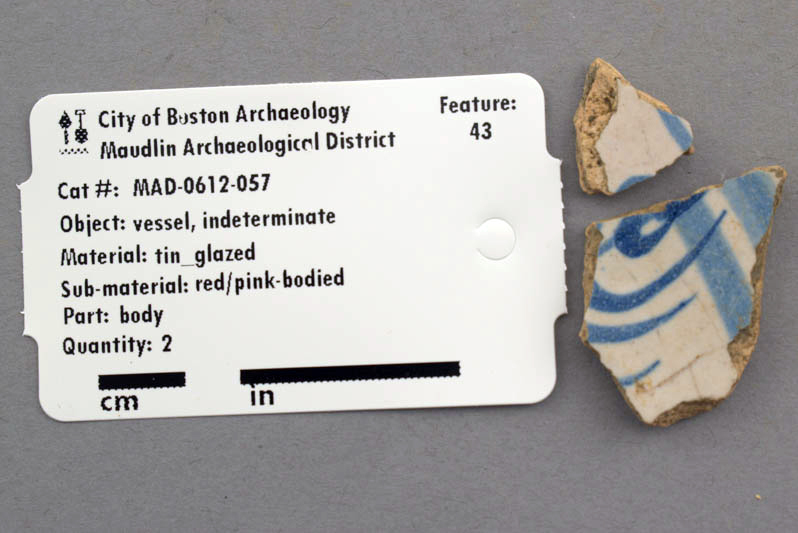 City of Boston Archaeology
Maudlin Archaeological District
Feature:
43
Cat #: MAD-0612-057
Object: vessel, indeterminate
Material: tin_glazed
Sub-material: red/pink-bodied
Part: body
Quantity: 2
cm in